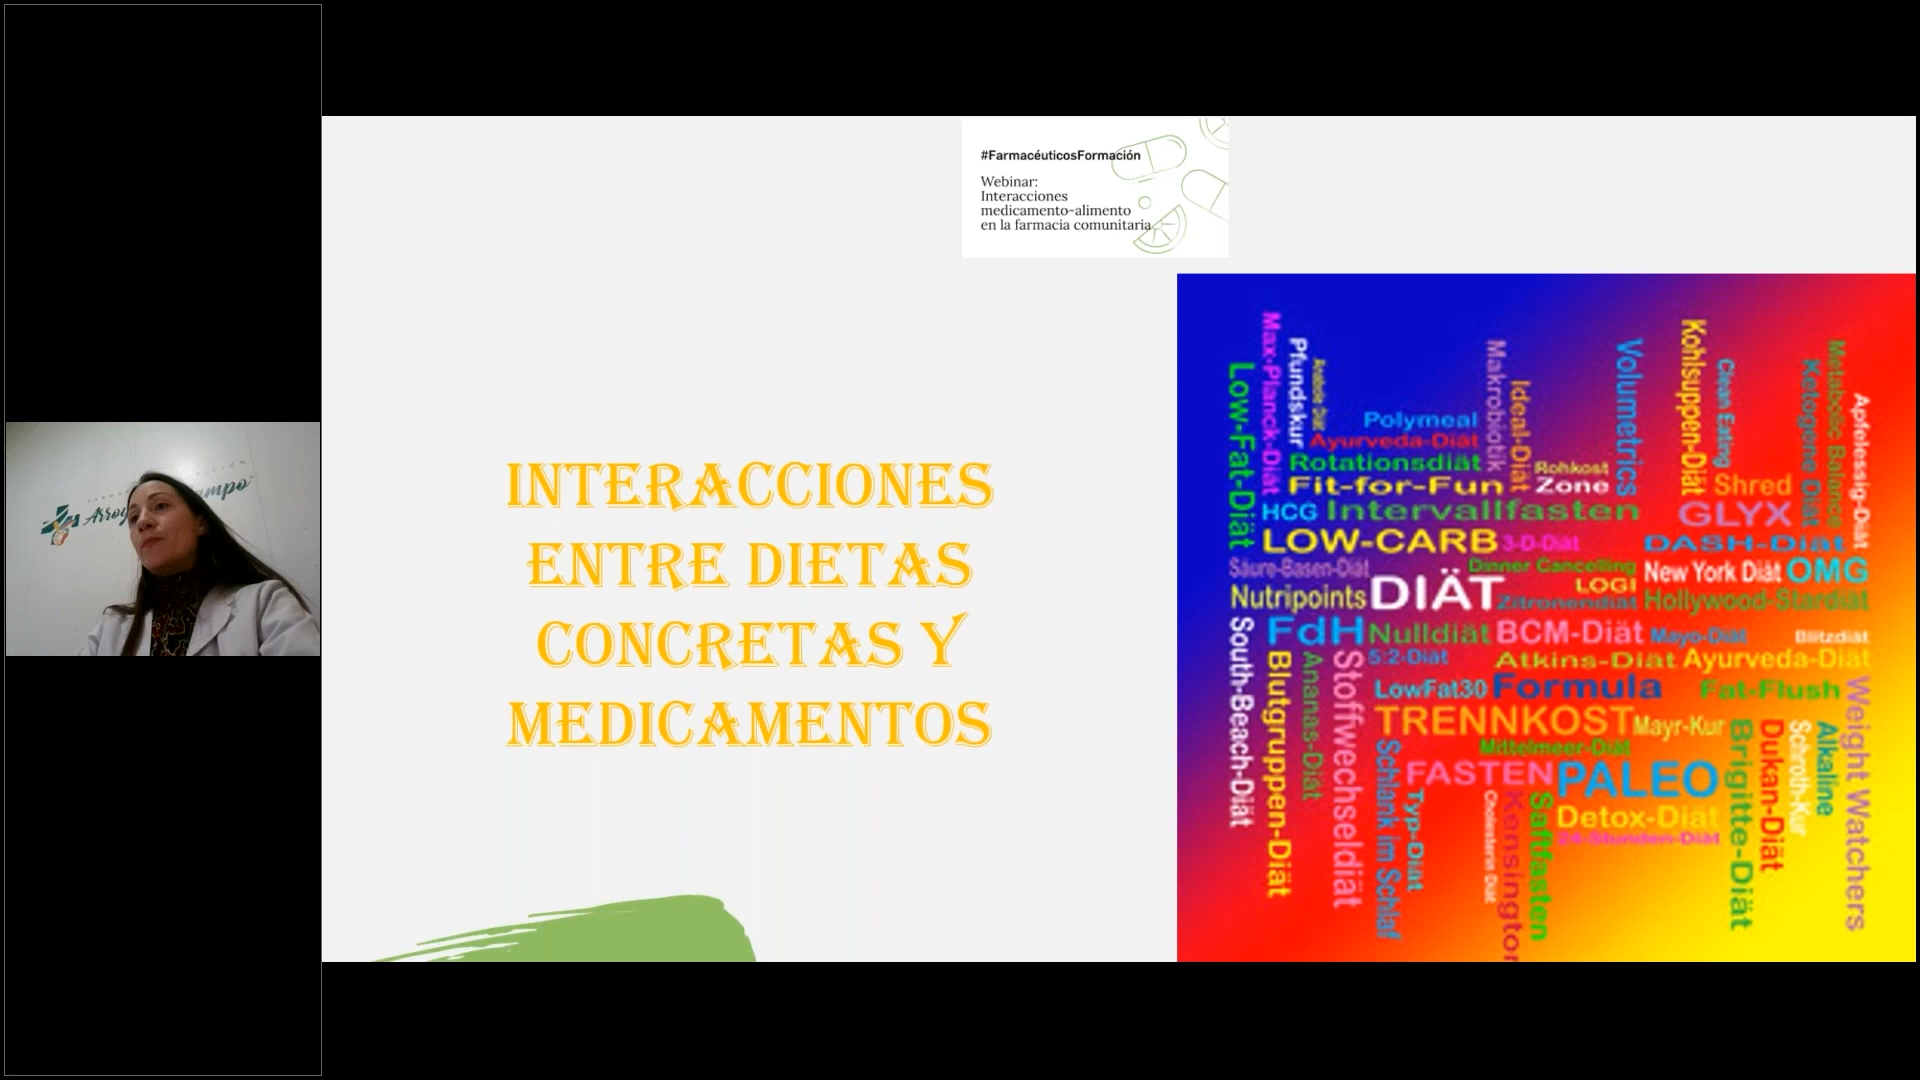 #FarmacéuticosFormación
Webinar:
Interacciones
medicamento-alimento
en la farmacia comunitaria
INTERACCIONES
ENTRE DIETAS
CONCRETAS Y
MEDICAMENTOS
Low-Fat-Diät
Max-Planck-Diät
Pfundskur
Polymeal
Ayurveda-Diät
Rotationsdiät
Fit-for-Fun
Makrobiotik
Ideal-Diät
Rohkost
Zone
Volumetrics
Kohlsuppen-Diät
Clean Eating
Shred
Ketogene Diät
Metabolic Balance
Apfelessig-Diät
HCG
Intervallfasten
GLYX
LOW-CARB
3-D-Diät
DASH-Diät
Säure-Basen-Diät
Dinner Cancelling
New York Diät
OMG
LOGI
Nutripoints
DIÄT
Zitronendiät
Hollywood-Stardiät
FdH
Nulldiät
BCM-Diät
Mayo-Diät
Blitzdiät
5:2-Diät
Atkins-Diät
Ayurveda-Diät
LowFat30
Formula
Fat-Flush
South-Beach-Diät
Blutgruppen-Diät
Ananas-Diät
Stoffwechseldiät
TRENNKOST
Mayr-Kur
Mittelmeer-Diät
Schlank im Schlaf
FASTEN
PALEO
Typ-Diät
Detox-Diät
24-Stunden-Diät
Cholesterin Diät
Kensington
Saftfasten
Brigitte-Diät
Dukan-Diät
Schroth-Kur
Alkaline
Weight Watchers